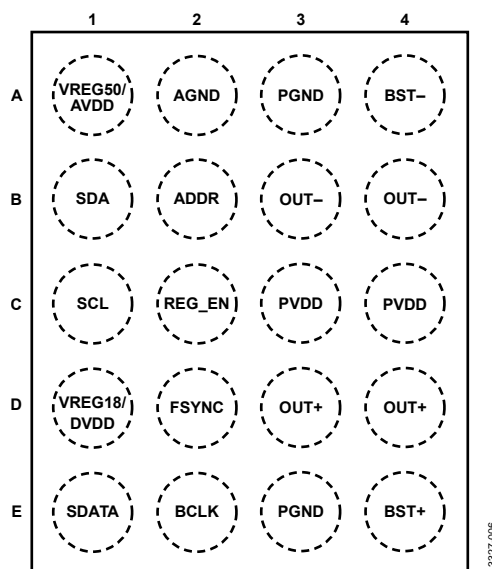 1 2 3 4
A VREG50/ AVDD AGND PGND BST–
B SDA ADDR OUT– OUT–
C SCL REG_EN PVDD PVDD
D VREG18/ DVDD FSYNC OUT+ OUT+
E SDATA BCLK PGND BST+